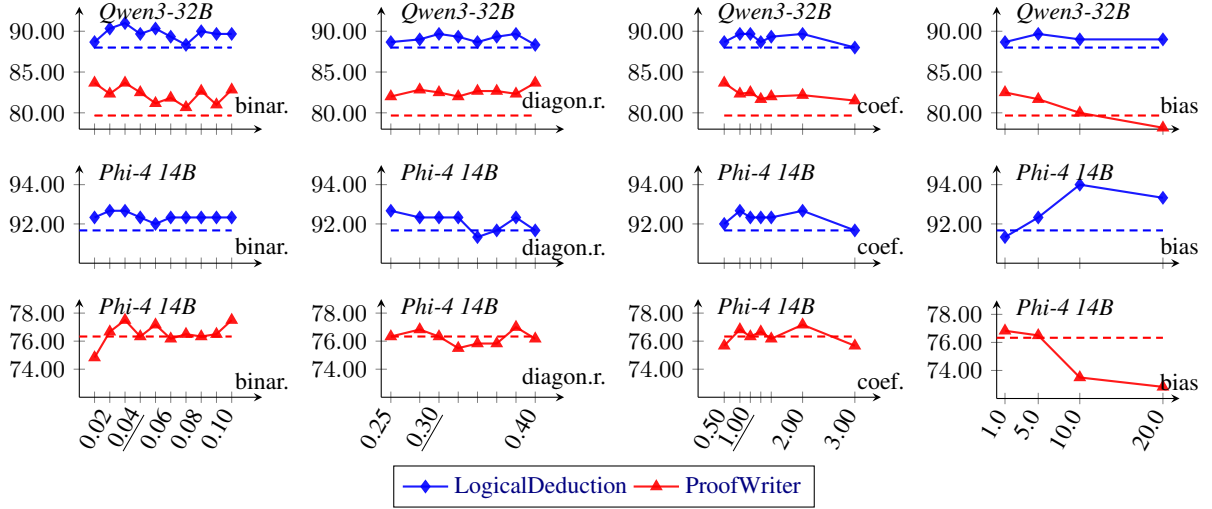 Qwen3-32B
90.00
85.00
80.00
binar.
Qwen3-32B
90.00
85.00
80.00
diagon.r.
Qwen3-32B
90.00
85.00
80.00
coef.
Qwen3-32B
90.00
85.00
80.00
bias
Phi-4 14B
94.00
92.00
binar.
Phi-4 14B
94.00
92.00
diagon.r.
Phi-4 14B
94.00
92.00
coef.
Phi-4 14B
94.00
92.00
bias
Phi-4 14B
78.00
76.00
74.00
binar.
0.02 0.04 0.06 0.08 0.10
Phi-4 14B
78.00
76.00
74.00
diagon.r.
0.25 0.30 0.40
Phi-4 14B
78.00
76.00
74.00
coef.
0.50 1.00 2.00 3.00
Phi-4 14B
78.00
76.00
74.00
bias
1.0 5.0 10.0 20.0
LogicalDeduction ProofWriter